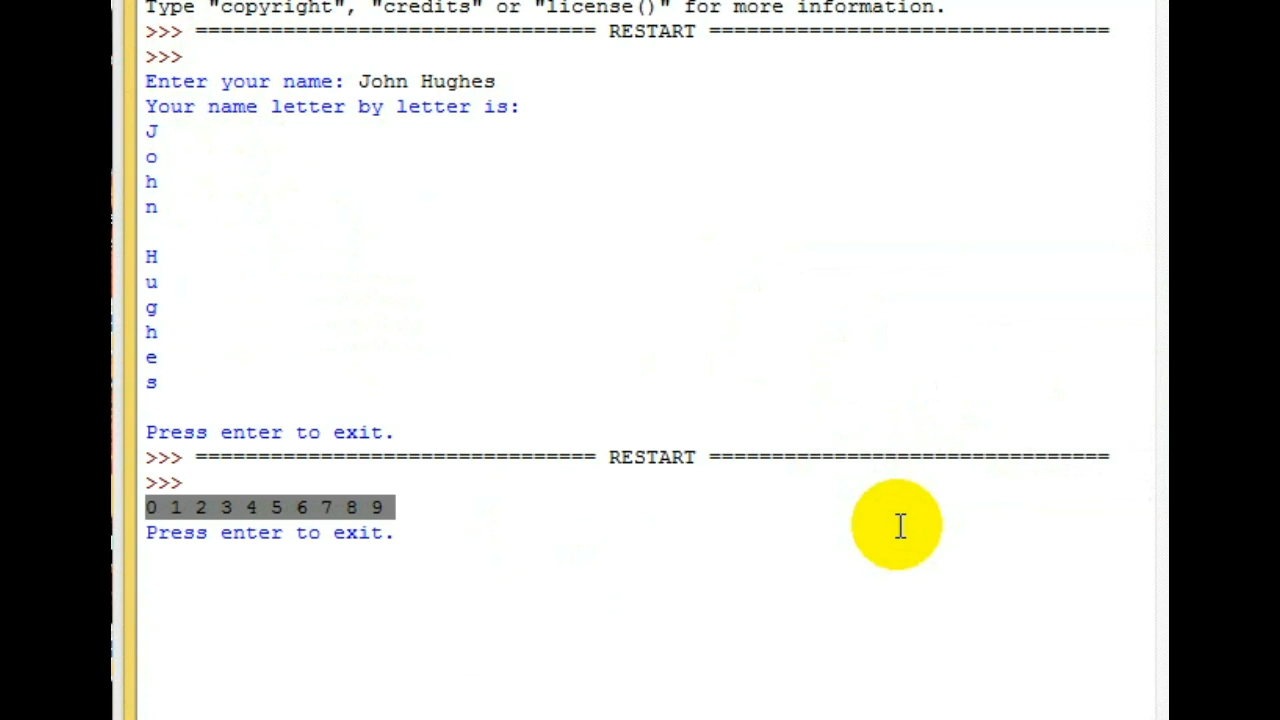 Type "copyright", "credits" or "license()" for more information.
>>> ================================ RESTART ================================
>>>
Enter your name: John Hughes
Your name letter by letter is:
J
o
h
n

H
u
g
h
e
s

Press enter to exit.
>>> ================================ RESTART ================================
>>>
0 1 2 3 4 5 6 7 8 9
Press enter to exit.